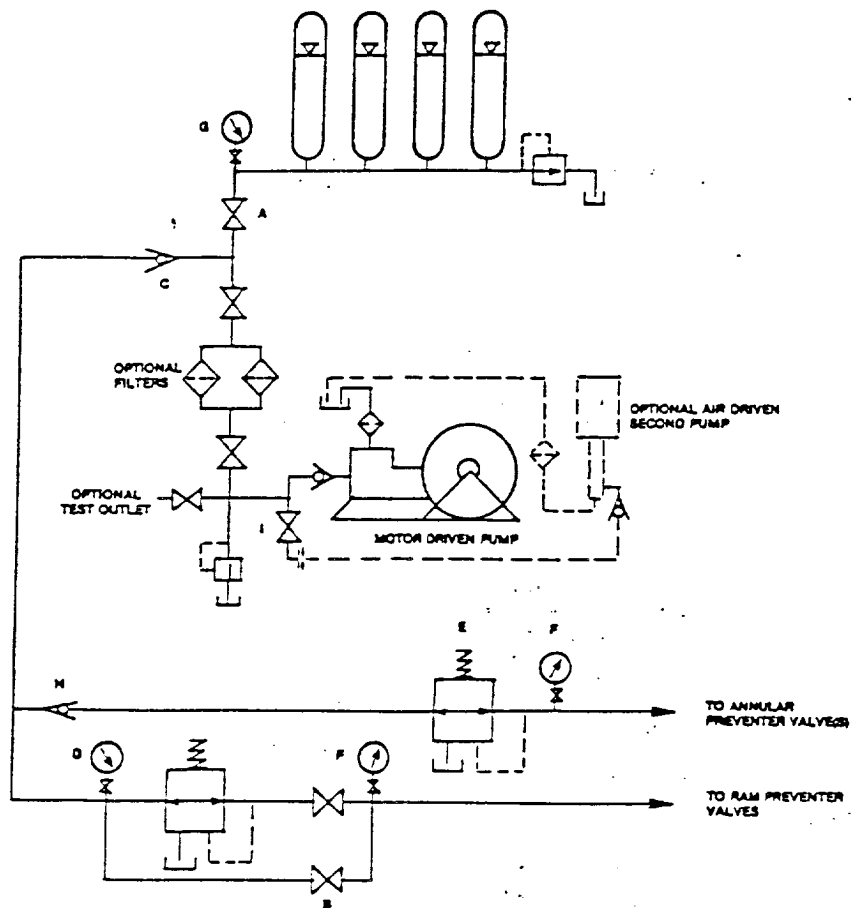 G
A
C
OPTIONAL
FILTERS
OPTIONAL AIR DRIVEN
SECOND PUMP
OPTIONAL
TEST OUTLET
I
MOTOR DRIVEN PUMP
E
F
H
TO ANNULAR
PREVENTER VALVE(S)
G
F
TO RAM PREVENTER
VALVES
B